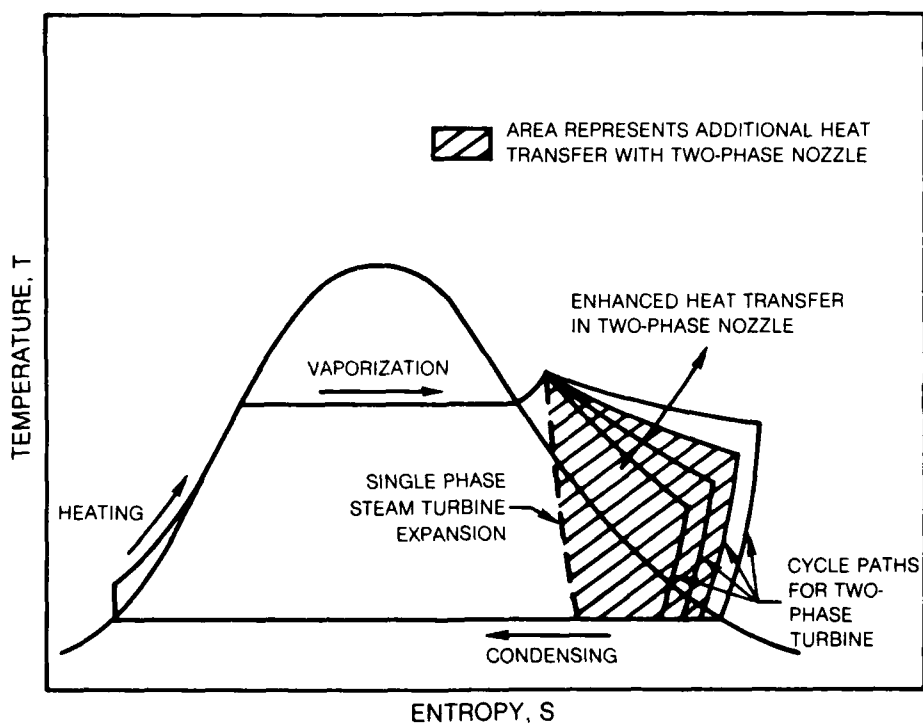 AREA REPRESENTS ADDITIONAL HEAT
TRANSFER WITH TWO-PHASE NOZZLE
ENHANCED HEAT TRANSFER
IN TWO-PHASE NOZZLE
VAPORIZATION
TEMPERATURE, T
SINGLE PHASE
STEAM TURBINE
EXPANSION
HEATING
CYCLE PATHS
FOR TWO-
PHASE
TURBINE
CONDENSING
ENTROPY, S